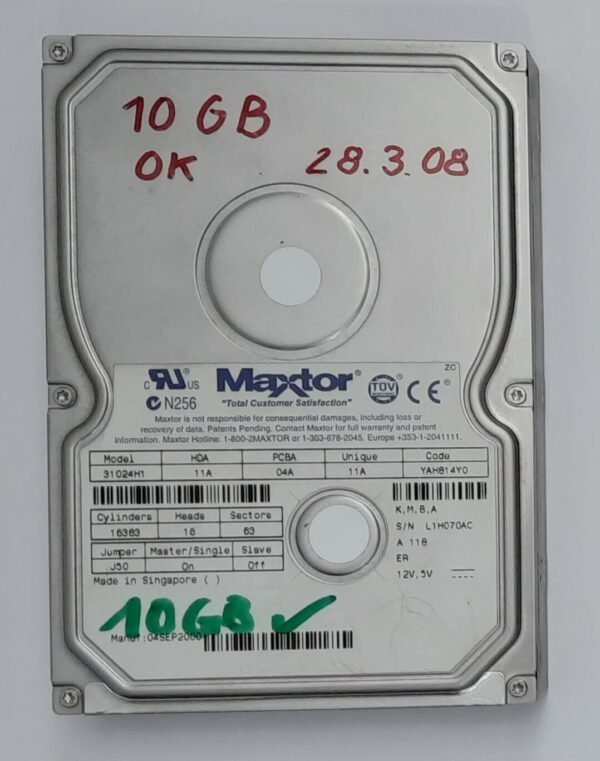 10 GB
OK 28.3.08
ZC
c RU US Maxtor® TÜV CE
N256 "Total Customer Satisfaction"
Maxtor is not responsible for consequential damages, including loss or
recovery of data. Patents Pending. Contact Maxtor for full warranty and patent
information. Maxtor Hotline: 1-800-2MAXTOR or 1-303-678-2045. Europe +353-1-2041111.
Model HDA PCBA Unique Code
31024H1 11A 04A 11A YAH814Y0
Cylinders Heads Sectors
16383 16 63
Jumper Master/Single Slave
J50 On Off
Made in Singapore ( )
K,M,B,A
S/N L1H070AC
A 118
ER
12V,5V
10GB ✓
Manuf:04SEP2000